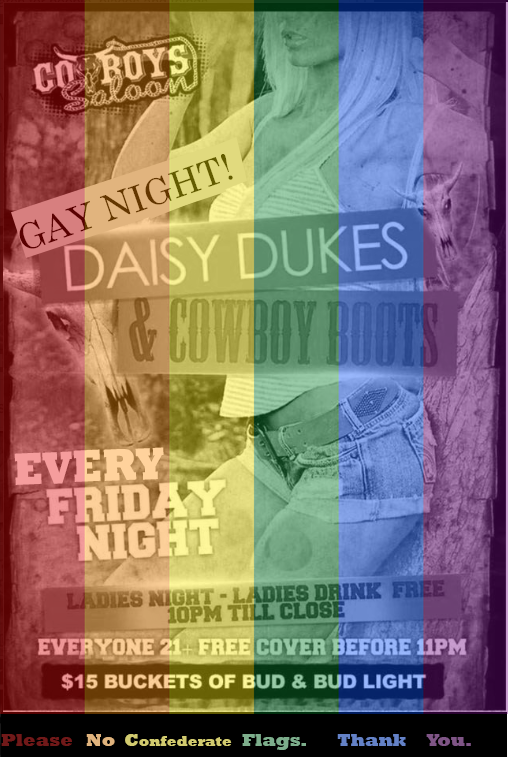 COWBOYS
Saloon
GAY NIGHT!
DAISY DUKES
& COWBOY BOOTS
EVERY
FRIDAY
NIGHT
LADIES NIGHT - LADIES DRINK FREE
10PM TILL CLOSE
EVERYONE 21+ FREE COVER BEFORE 11PM
$15 BUCKETS OF BUD & BUD LIGHT
Please No Confederate Flags. Thank You.